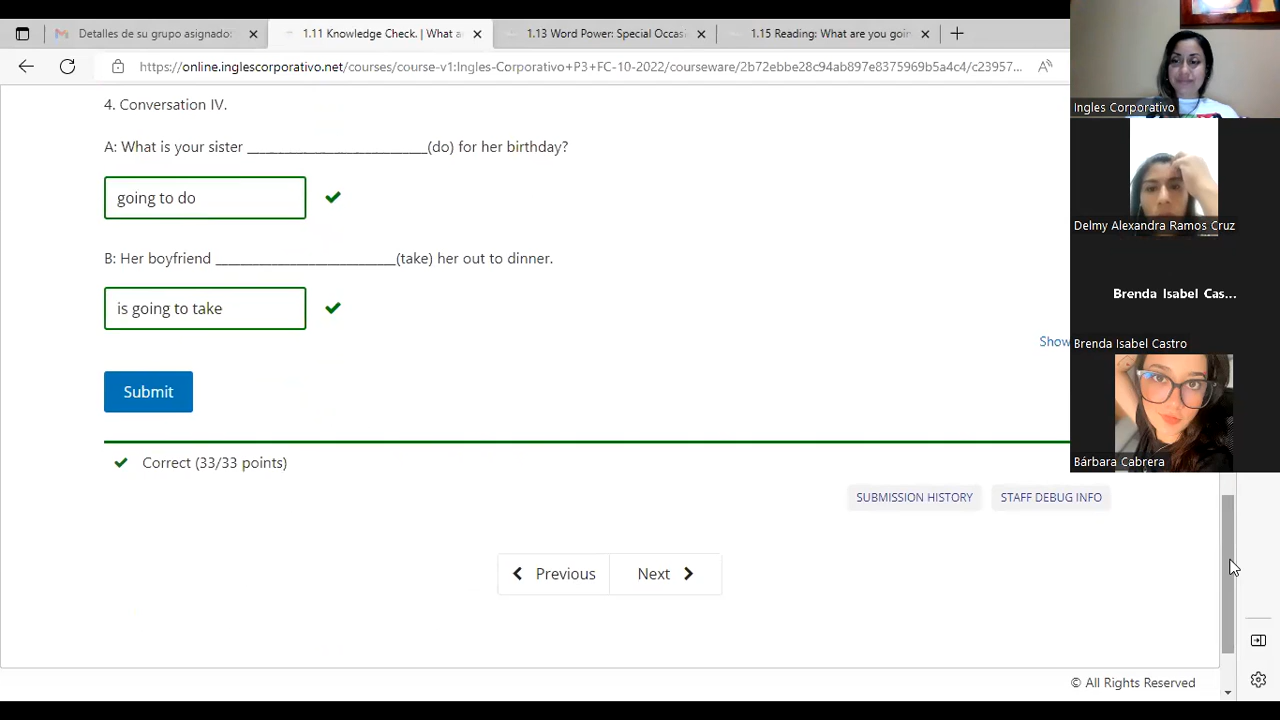 Detalles de su grupo asignado:
1.11 Knowledge Check. | What a
1.13 Word Power: Special Occas
1.15 Reading: What are you goin
https://online.inglescorporativo.net/courses/course-v1:Ingles-Corporativo+P3+FC-10-2022/courseware/2b72ebbe28c94ab897e8375969b5a4c4/c23957...
4. Conversation IV.
A: What is your sister ________________________(do) for her birthday?
going to do
B: Her boyfriend ________________________(take) her out to dinner.
is going to take
Show
Submit
Correct (33/33 points)
SUBMISSION HISTORY
STAFF DEBUG INFO
Previous
Next
© All Rights Reserved
Ingles Corporativo
Delmy Alexandra Ramos Cruz
Brenda Isabel Cas...
Brenda Isabel Castro
Bárbara Cabrera